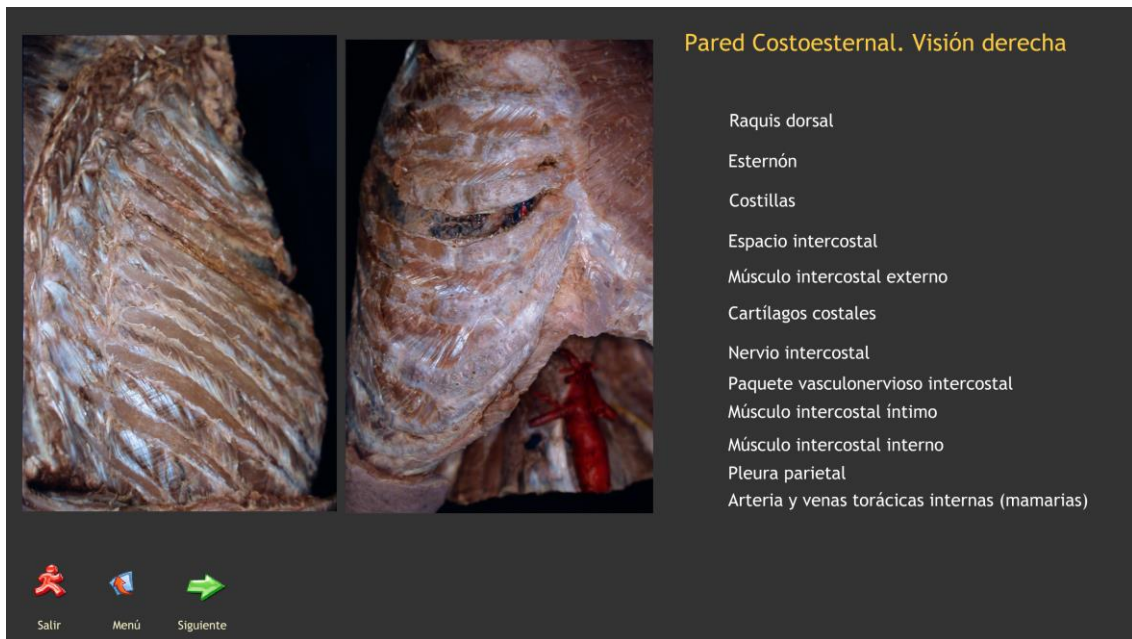 Pared Costoesternal. Visión derecha
Raquis dorsal
Esternón
Costillas
Espacio intercostal
Músculo intercostal externo
Cartílagos costales
Nervio intercostal
Paquete vasculonervioso intercostal
Músculo intercostal íntimo
Músculo intercostal interno
Pleura parietal
Arteria y venas torácicas internas (mamarias)
Salir Menú Siguiente